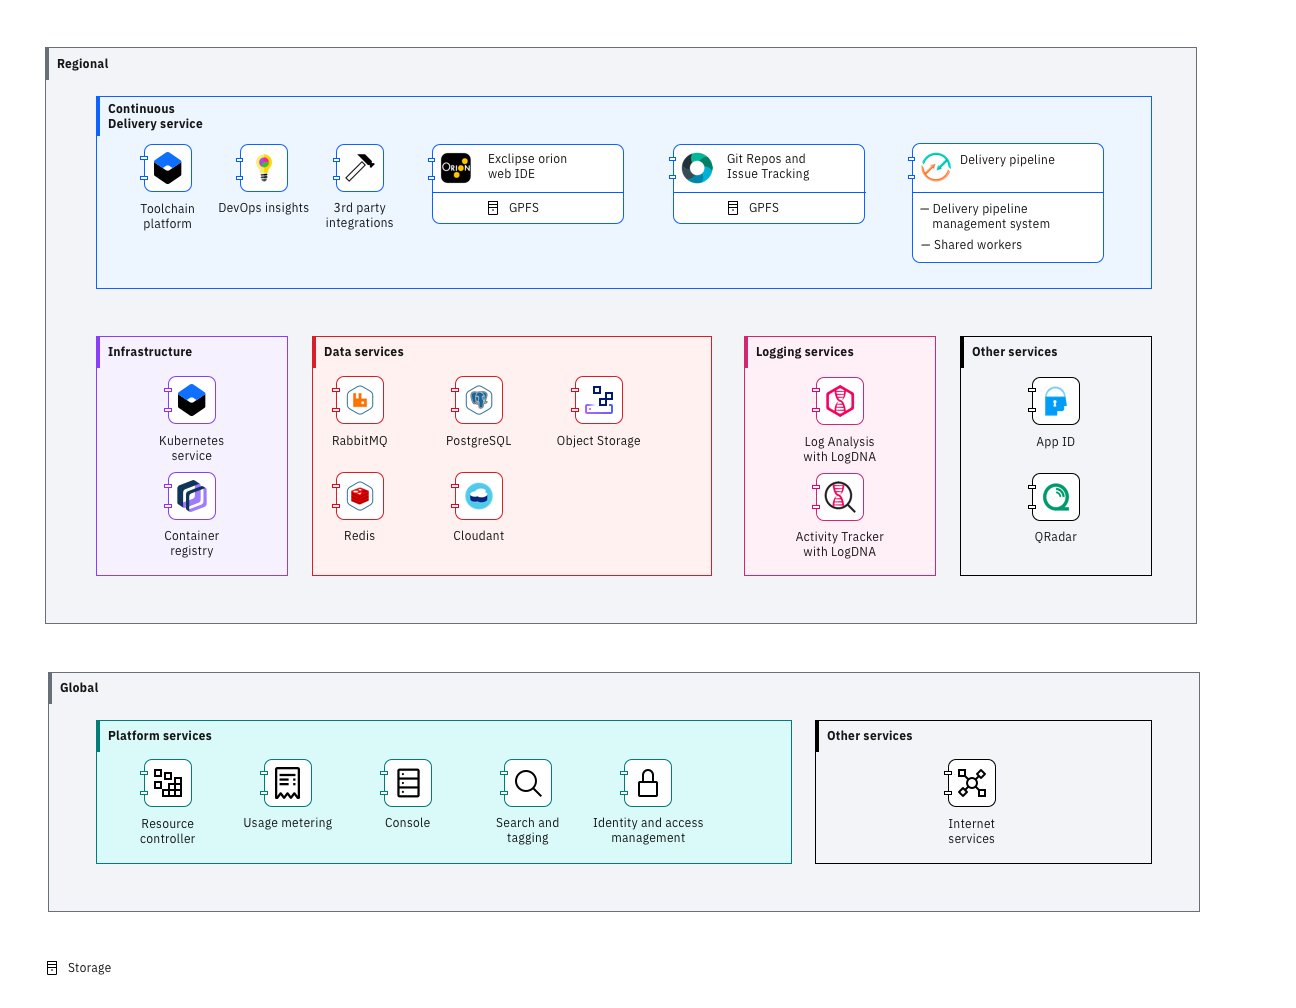 Regional
Continuous
Delivery service
Toolchain
platform
DevOps insights
3rd party
integrations
ORION
Exclipse orion
web IDE
GPFS
Git Repos and
Issue Tracking
GPFS
Delivery pipeline
— Delivery pipeline
management system
— Shared workers
Infrastructure
Kubernetes
service
Container
registry
Data services
RabbitMQ
PostgreSQL
Object Storage
Redis
Cloudant
Logging services
Log Analysis
with LogDNA
Activity Tracker
with LogDNA
Other services
App ID
QRadar
Global
Platform services
Resource
controller
Usage metering
Console
Search and
tagging
Identity and access
management
Other services
Internet
services
Storage